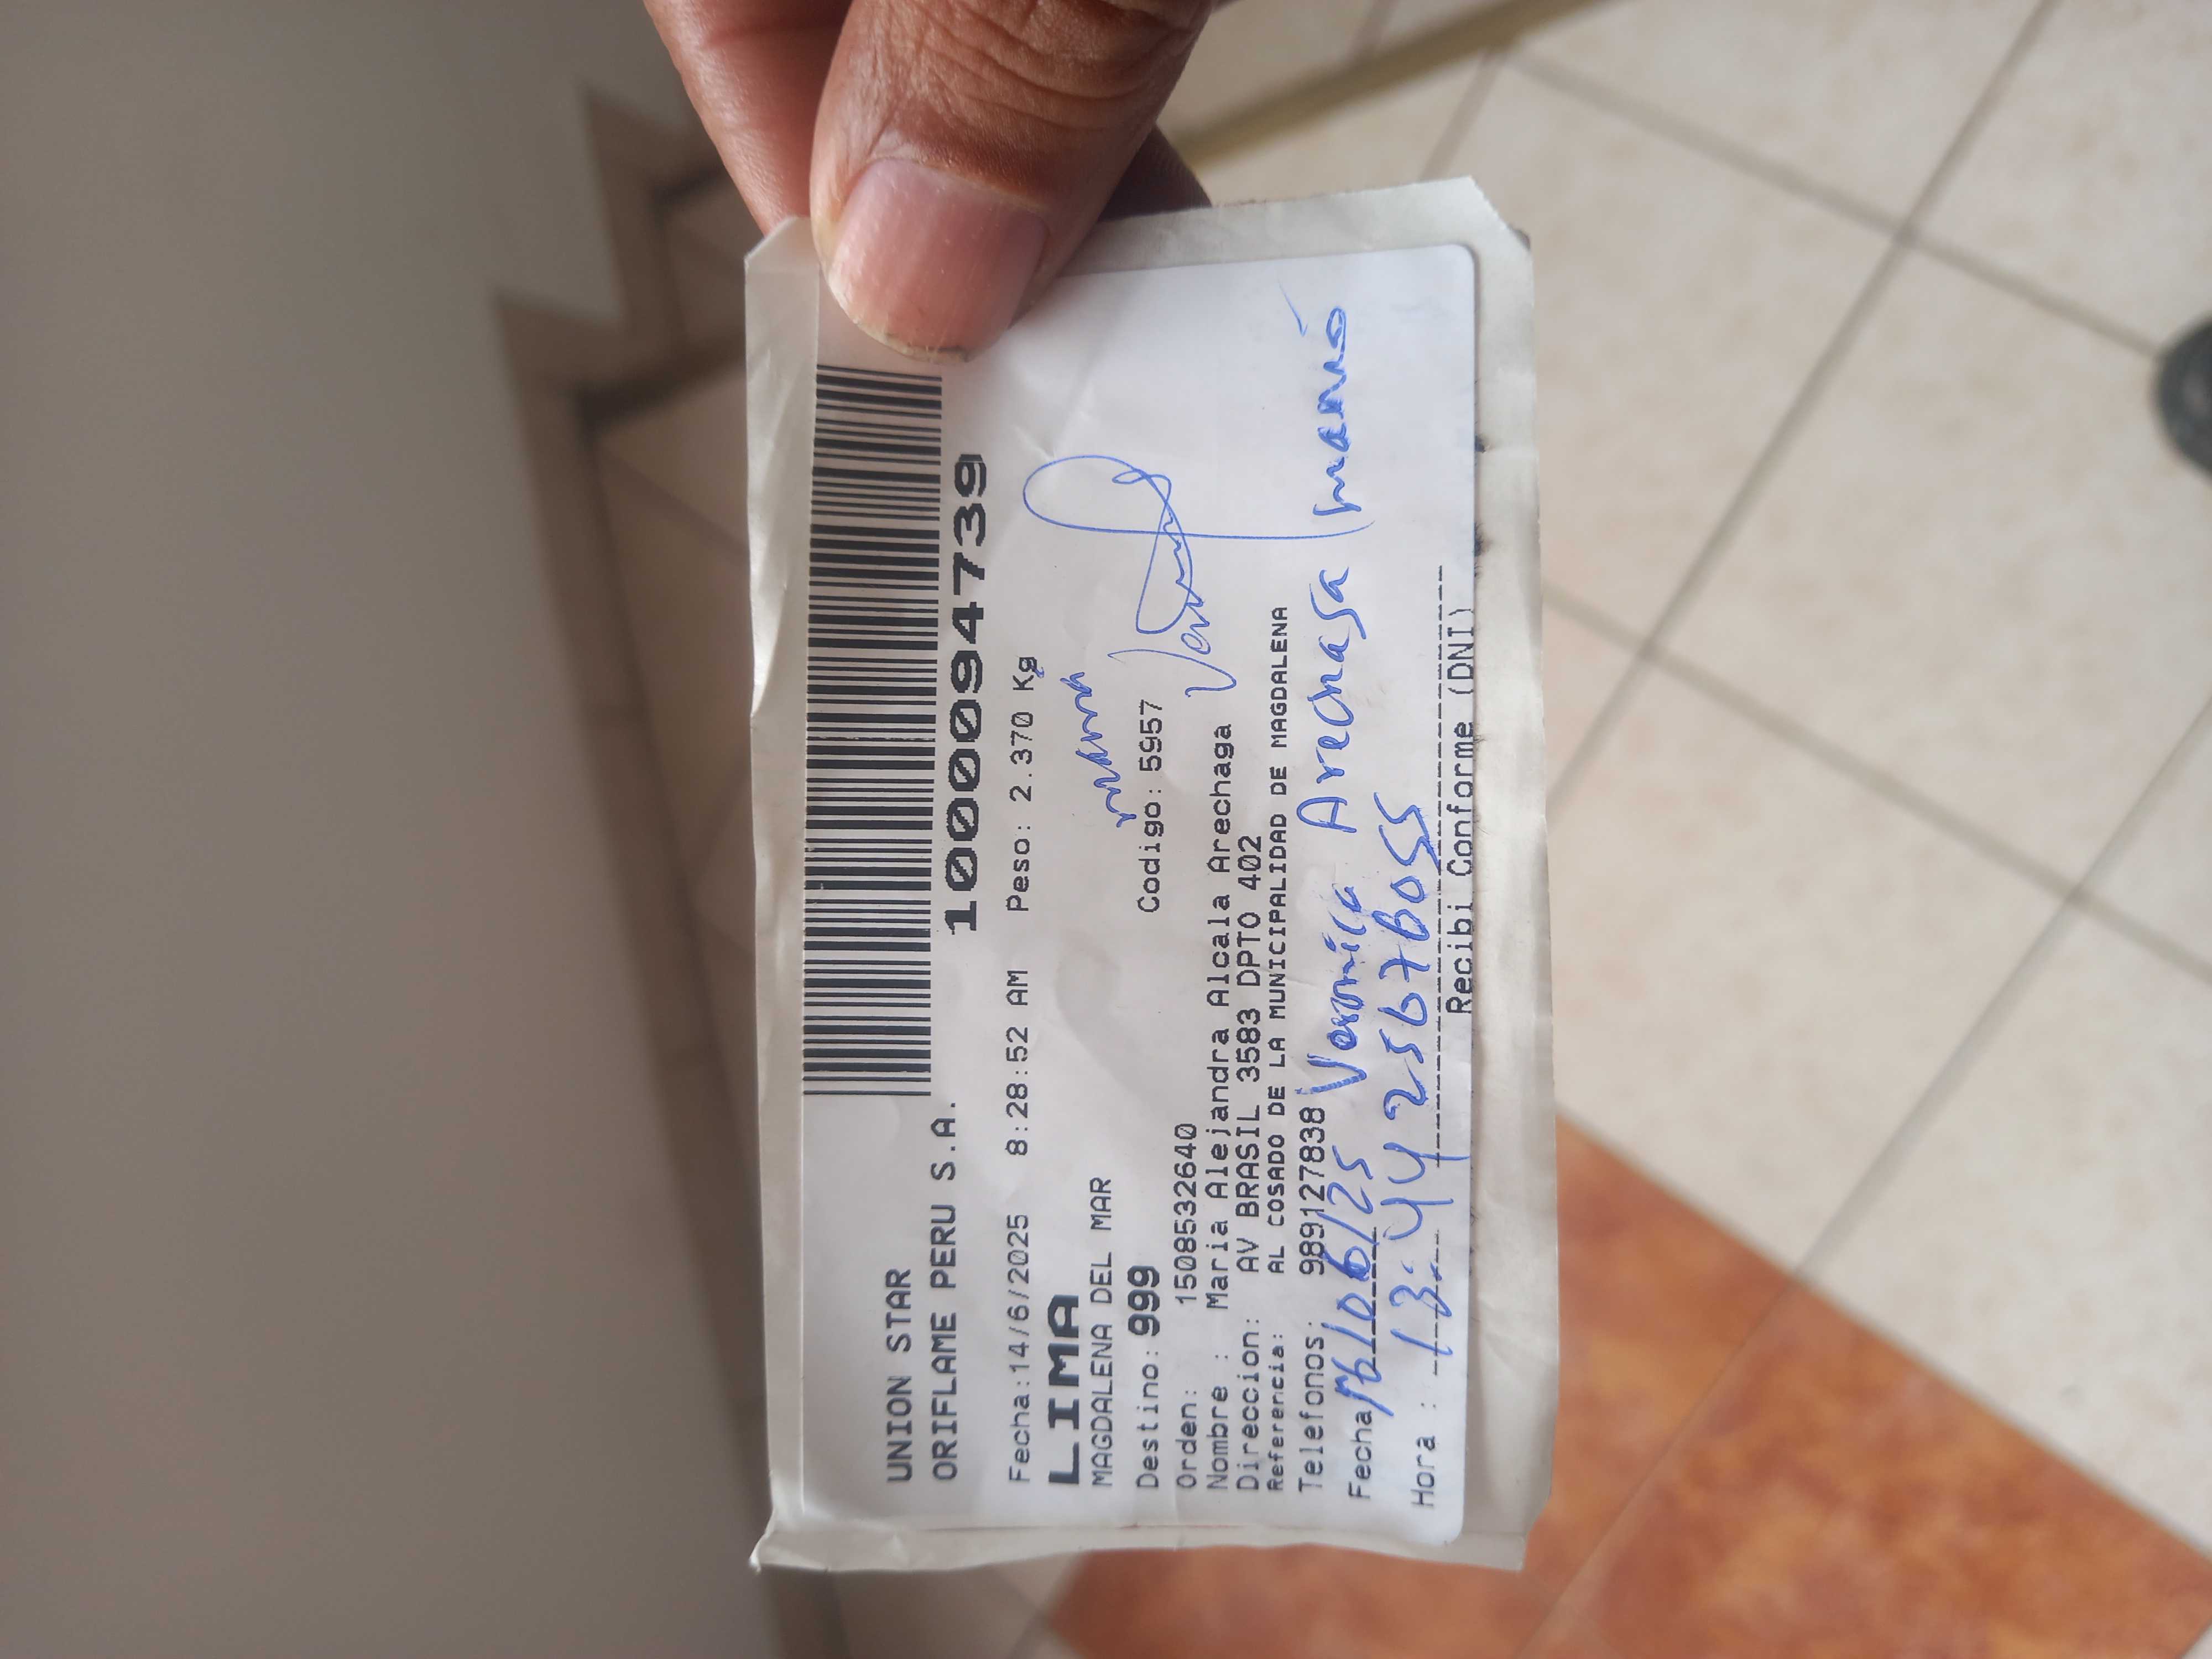 UNION STAR
ORIFLAME PERU S.A.
1000094739
Fecha:14/6/2025 8:28:52 AM Peso: 2.370 Kg
LIMA
MAGDALENA DEL MAR
mama
Destino: 999 Codigo: 5957
Orden: 1508532640
Nombre : Maria Alejandra Alcala Arechaga
Direccion: AV BRASIL 3583 DPTO 402
Referencia: AL COSADO DE LA MUNICIPALIDAD DE MAGDALENA
Telefonos: 989127838 Veronica Arechaga
Fecha 16/06/25
Hora : 13:44 25678055
Recibi Conforme (DNI)